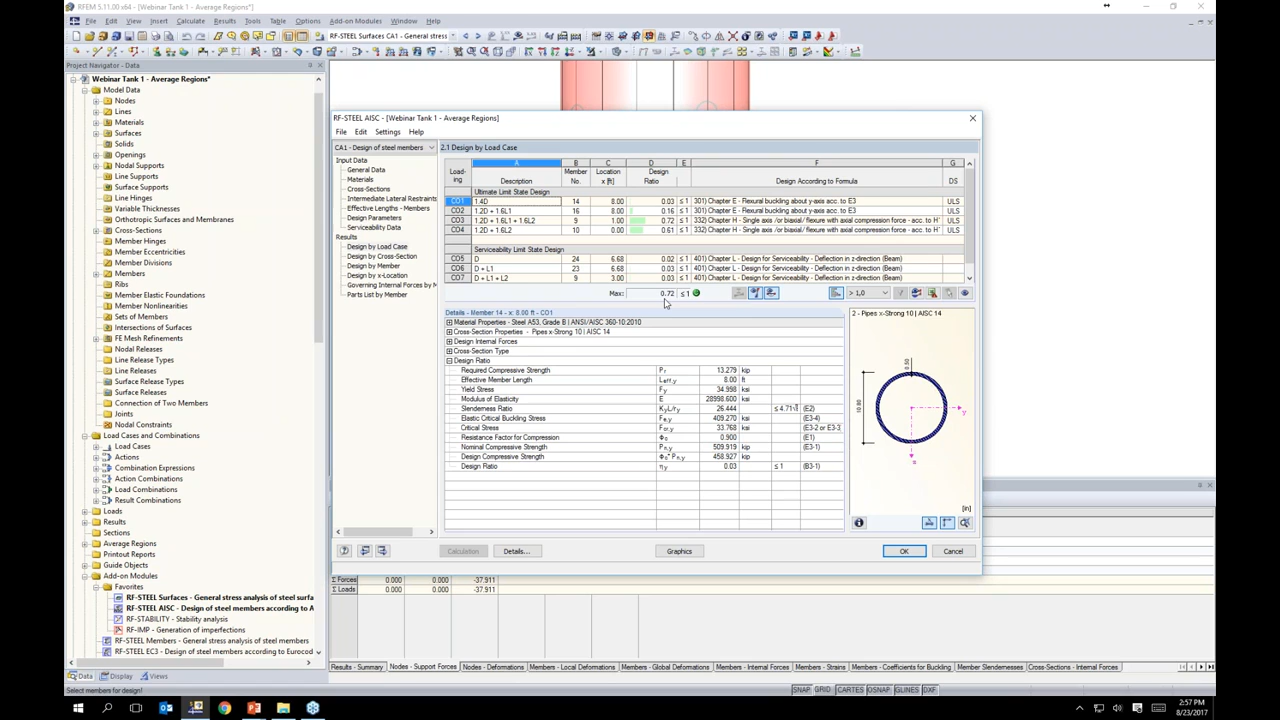 RFEM 5.11.00 x64 - [Webinar Tank 1 - Average Regions*]
File Edit View Insert Calculate Results Tools Table Options Add-on Modules Window Help
RF-STEEL Surfaces CA1 - General stress
Project Navigator - Data
Webinar Tank 1 - Average Regions*
Model Data
Nodes
Lines
Materials
Surfaces
Solids
Openings
Nodal Supports
Line Supports
Surface Supports
Line Hinges
Variable Thicknesses
Orthotropic Surfaces and Membranes
Cross-Sections
Member Hinges
Member Eccentricities
Member Divisions
Members
Ribs
Member Elastic Foundations
Member Nonlinearities
Sets of Members
Intersections of Surfaces
FE Mesh Refinements
Nodal Releases
Line Release Types
Line Releases
Surface Release Types
Surface Releases
Connection of Two Members
Joints
Nodal Constraints
Load Cases and Combinations
Load Cases
Actions
Combination Expressions
Action Combinations
Load Combinations
Result Combinations
Loads
Results
Sections
Average Regions
Printout Reports
Guide Objects
Add-on Modules
Favorites
RF-STEEL Surfaces - General stress analysis of steel surfa
RF-STEEL AISC - Design of steel members according to A
RF-STABILITY - Stability analysis
RF-IMP - Generation of imperfections
RF-STEEL Members - General stress analysis of steel members
RF-STEEL EC3 - Design of steel members according to Eurocod
Data Display Views
Select members for design!
RF-STEEL AISC - [Webinar Tank 1 - Average Regions]
File Edit Settings Help
CA1 - Design of steel members
Input Data
General Data
Materials
Cross-Sections
Intermediate Lateral Restraints
Effective Lengths - Members
Design Parameters
Serviceability Data
Results
Design by Load Case
Design by Cross-Section
Design by Member
Design by x-Location
Governing Internal Forces by M
Parts List by Member
2.1 Design by Load Case
A B C D E F G
Load- Member Location Design
ing Description No. x [ft] Ratio Design According to Formula DS
Ultimate Limit State Design
CO1 1.4D 14 8.00 0.03 ≤ 1 301) Chapter E - Flexural buckling about y-axis acc. to E3 ULS
CO2 1.2D + 1.6L1 16 8.00 0.16 ≤ 1 301) Chapter E - Flexural buckling about y-axis acc. to E3 ULS
CO3 1.2D + 1.6L1 + 1.6L2 9 1.00 0.72 ≤ 1 332) Chapter H - Single axis /or biaxial/ flexure with axial compression force - acc. to H' ULS
CO4 1.2D + 1.6L2 10 0.00 0.61 ≤ 1 332) Chapter H - Single axis /or biaxial/ flexure with axial compression force - acc. to H' ULS
Serviceability Limit State Design
CO5 D 24 6.68 0.02 ≤ 1 401) Chapter L - Design for Serviceability - Deflection in z-direction (Beam)
CO6 D + L1 23 6.68 0.03 ≤ 1 401) Chapter L - Design for Serviceability - Deflection in z-direction (Beam)
CO7 D + L1 + L2 9 3.00 0.03 ≤ 1 401) Chapter L - Design for Serviceability - Deflection in z-direction (Beam)
Max: 0.72 ≤ 1 > 1,0
Details - Member 14 - x: 8.00 ft - CO1
Material Properties - Steel A53, Grade B | ANSI/AISC 360-10:2010
Cross-Section Properties - Pipes x-Strong 10 | AISC 14
Design Internal Forces
Cross-Section Type
Design Ratio
Required Compressive Strength Pr 13.279 kip
Effective Member Length Leff,y 8.00 ft
Yield Stress Fy 34.998 ksi
Modulus of Elasticity E 28998.600 ksi
Slenderness Ratio KyL/ry 26.444 ≤ 4.71√ (E2)
Elastic Critical Buckling Stress Fe,y 409.270 ksi (E3-4)
Critical Stress Fcr,y 33.768 ksi (E3-2 or E3-3
Resistance Factor for Compression Φc 0.900 (E1)
Nominal Compressive Strength Pn,y 509.919 kip (E3-1)
Design Compressive Strength Φc* Pn,y 458.927 kip
Design Ratio ηy 0.03 ≤ 1 (B3-1)
2 - Pipes x-Strong 10 | AISC 14
0.50
10.80
y
z
[in]
Calculation Details... Graphics OK Cancel
Σ Forces 0.000 0.000 -37.911
Σ Loads 0.000 0.000 -37.911
Results - Summary Nodes - Support Forces Nodes - Deformations Members - Local Deformations Members - Global Deformations Members - Internal Forces Members - Strains Members - Coefficients for Buckling Member Slendernesses Cross-Sections - Internal Forces
SNAP GRID CARTES OSNAP GLINES DXF
2:57 PM
8/23/2017